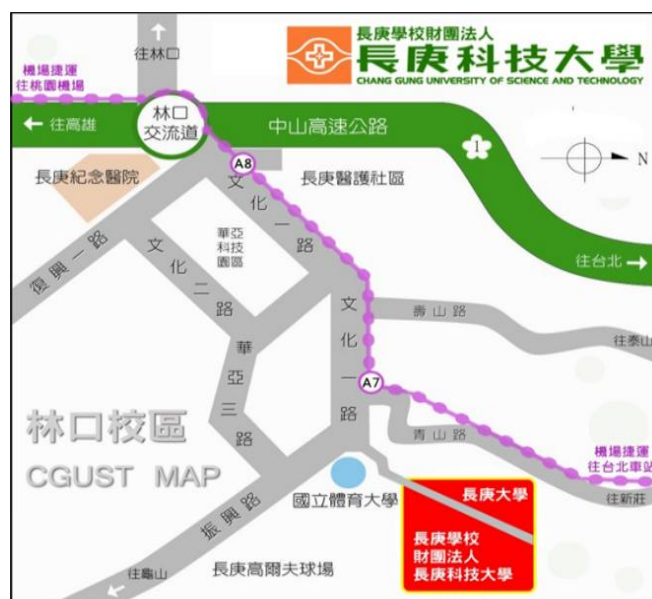 長庚學校財團法人
長庚科技大學
CHANG GUNG UNIVERSITY OF SCIENCE AND TECHNOLOGY
往林口
機場捷運
往桃園機場
林口
交流道
往高雄
中山高速公路
1
N
A8
長庚紀念醫院
長庚醫護社區
文化一路
華亞
科技
園區
復興一路
文化二路
往台北
文化一路
壽山路
往泰山
華亞三路
A7
林口校區
CGUST MAP
青山路
機場捷運
往台北車站
往新莊
國立體育大學
長庚大學
振興路
長庚學校
財團法人
長庚科技大學
往龜山
長庚高爾夫球場